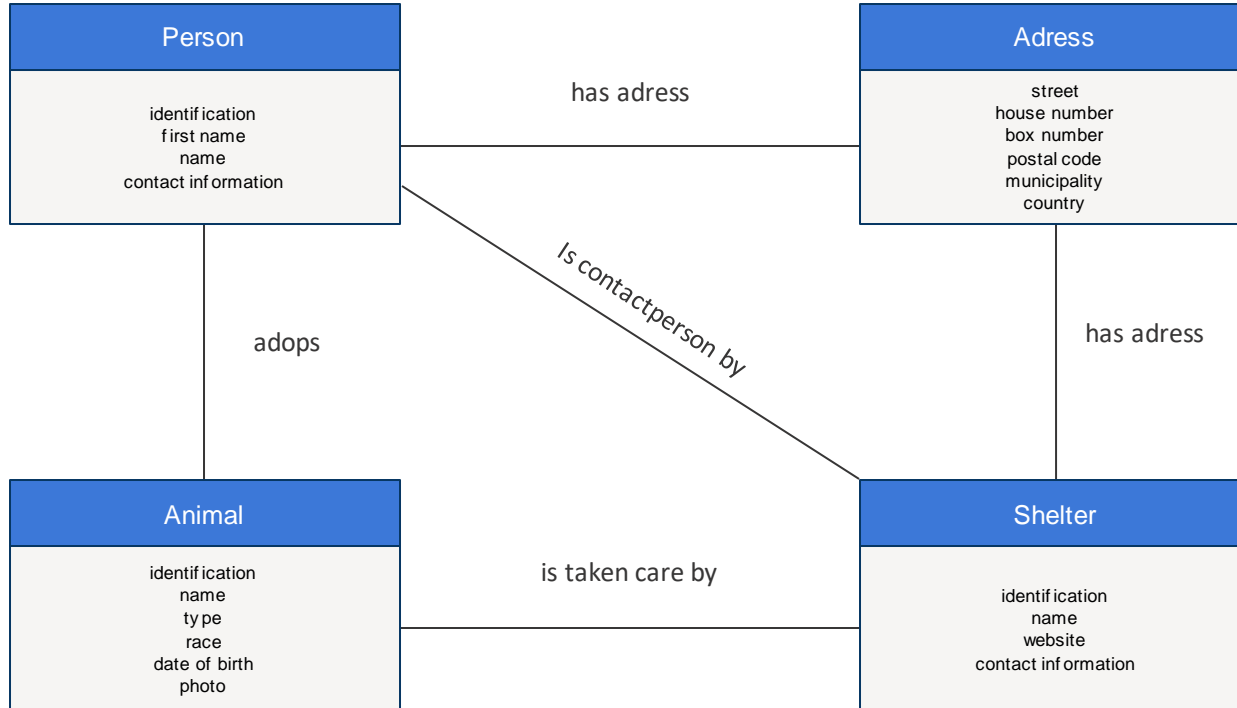 Person
identification
first name
name
contact information
has adress
Adress
street
house number
box number
postal code
municipality
country
Is contactperson by
adops
has adress
Animal
identification
name
type
race
date of birth
photo
is taken care by
Shelter
identification
name
website
contact information